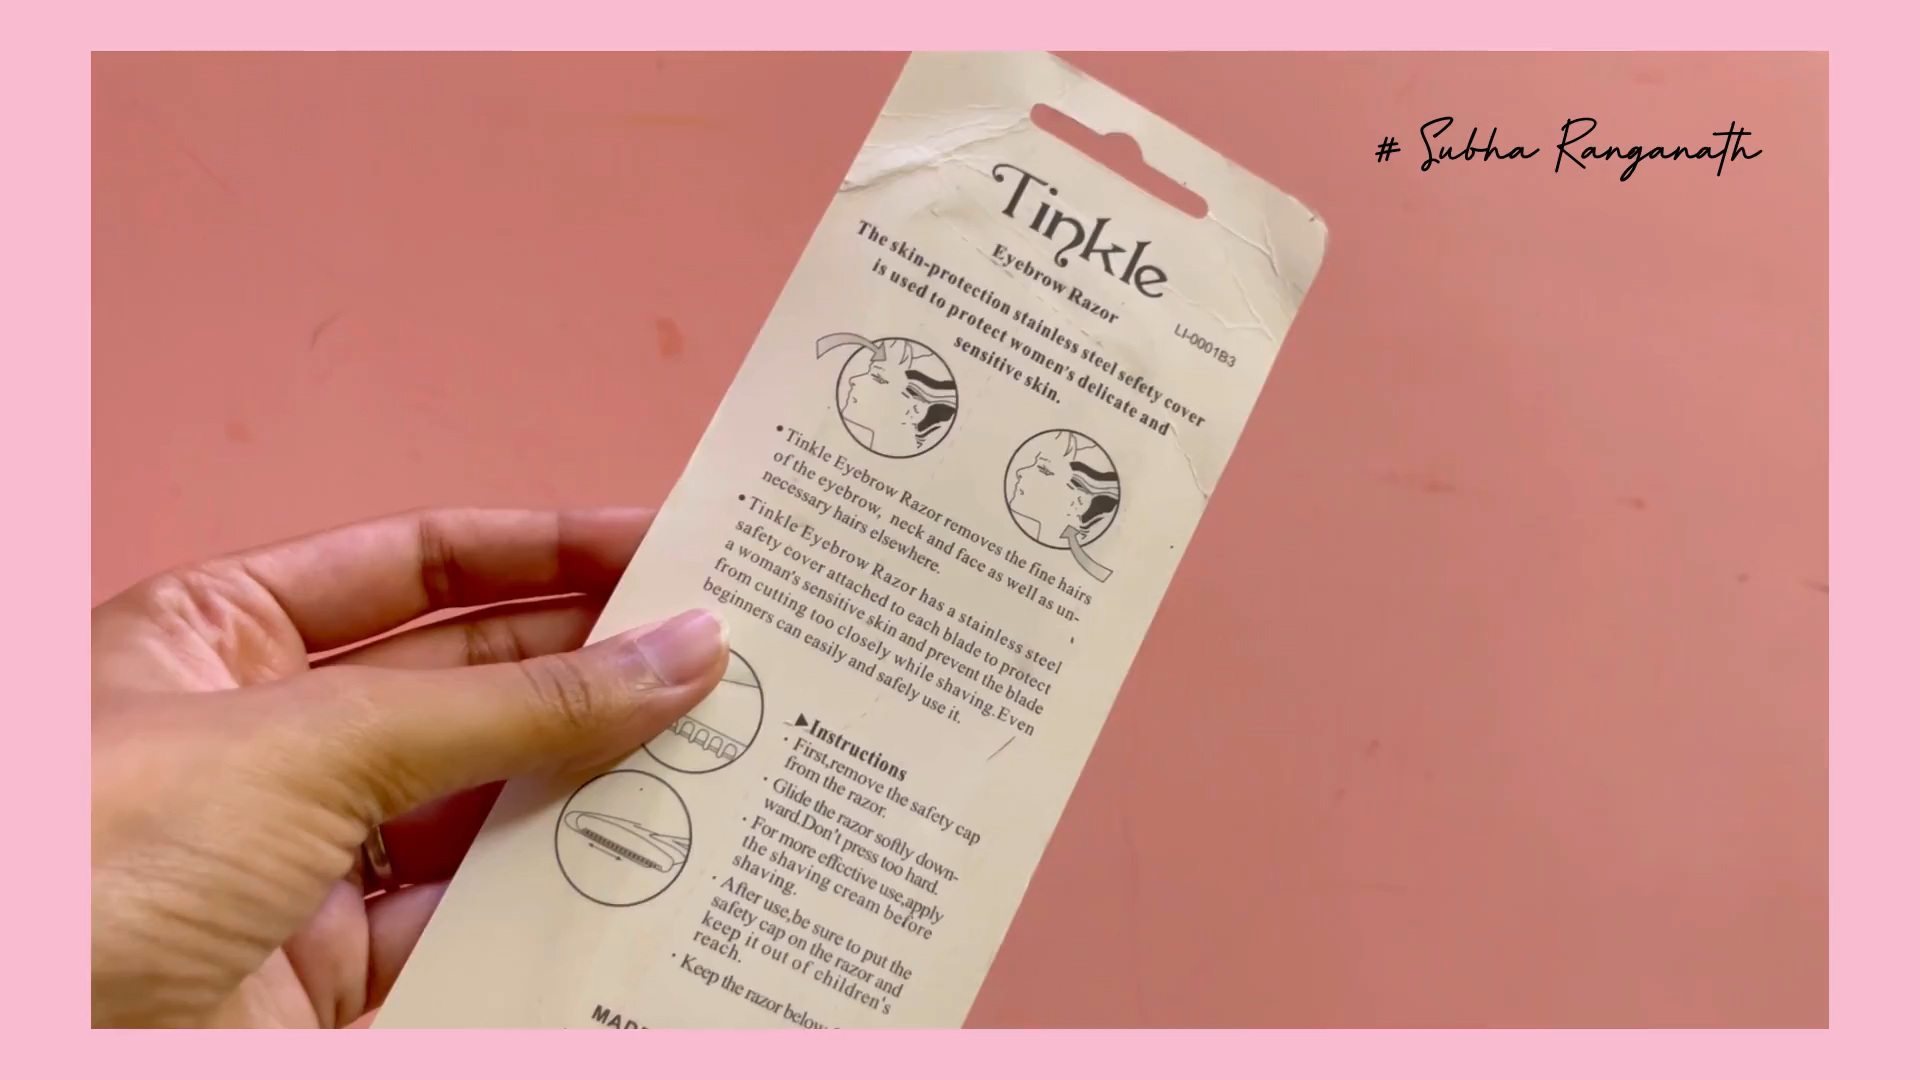 # Subha Ranganath
Tinkle
Eyebrow Razor
LI-0001B3
The skin-protection stainless steel sefety cover
is used to protect women's delicate and
sensitive skin.
• Tinkle Eyebrow Razor removes the fine hairs
of the eyebrow, neck and face as well as un-
necessary hairs elsewhere.
• Tinkle Eyebrow Razor has a stainless steel
safety cover attached to each blade to protect
a woman's sensitive skin and prevent the blade
from cutting too closely while shaving.Even
beginners can easily and safely use it.
▶Instructions
· First,remove the safety cap
from the razor.
· Glide the razor softly down-
ward.Don't press too hard.
· For more effcctive use,apply
the shaving cream before
shaving.
· After use,be sure to put the
safety cap on the razor and
keep it out of children's
reach.
· Keep the razor below